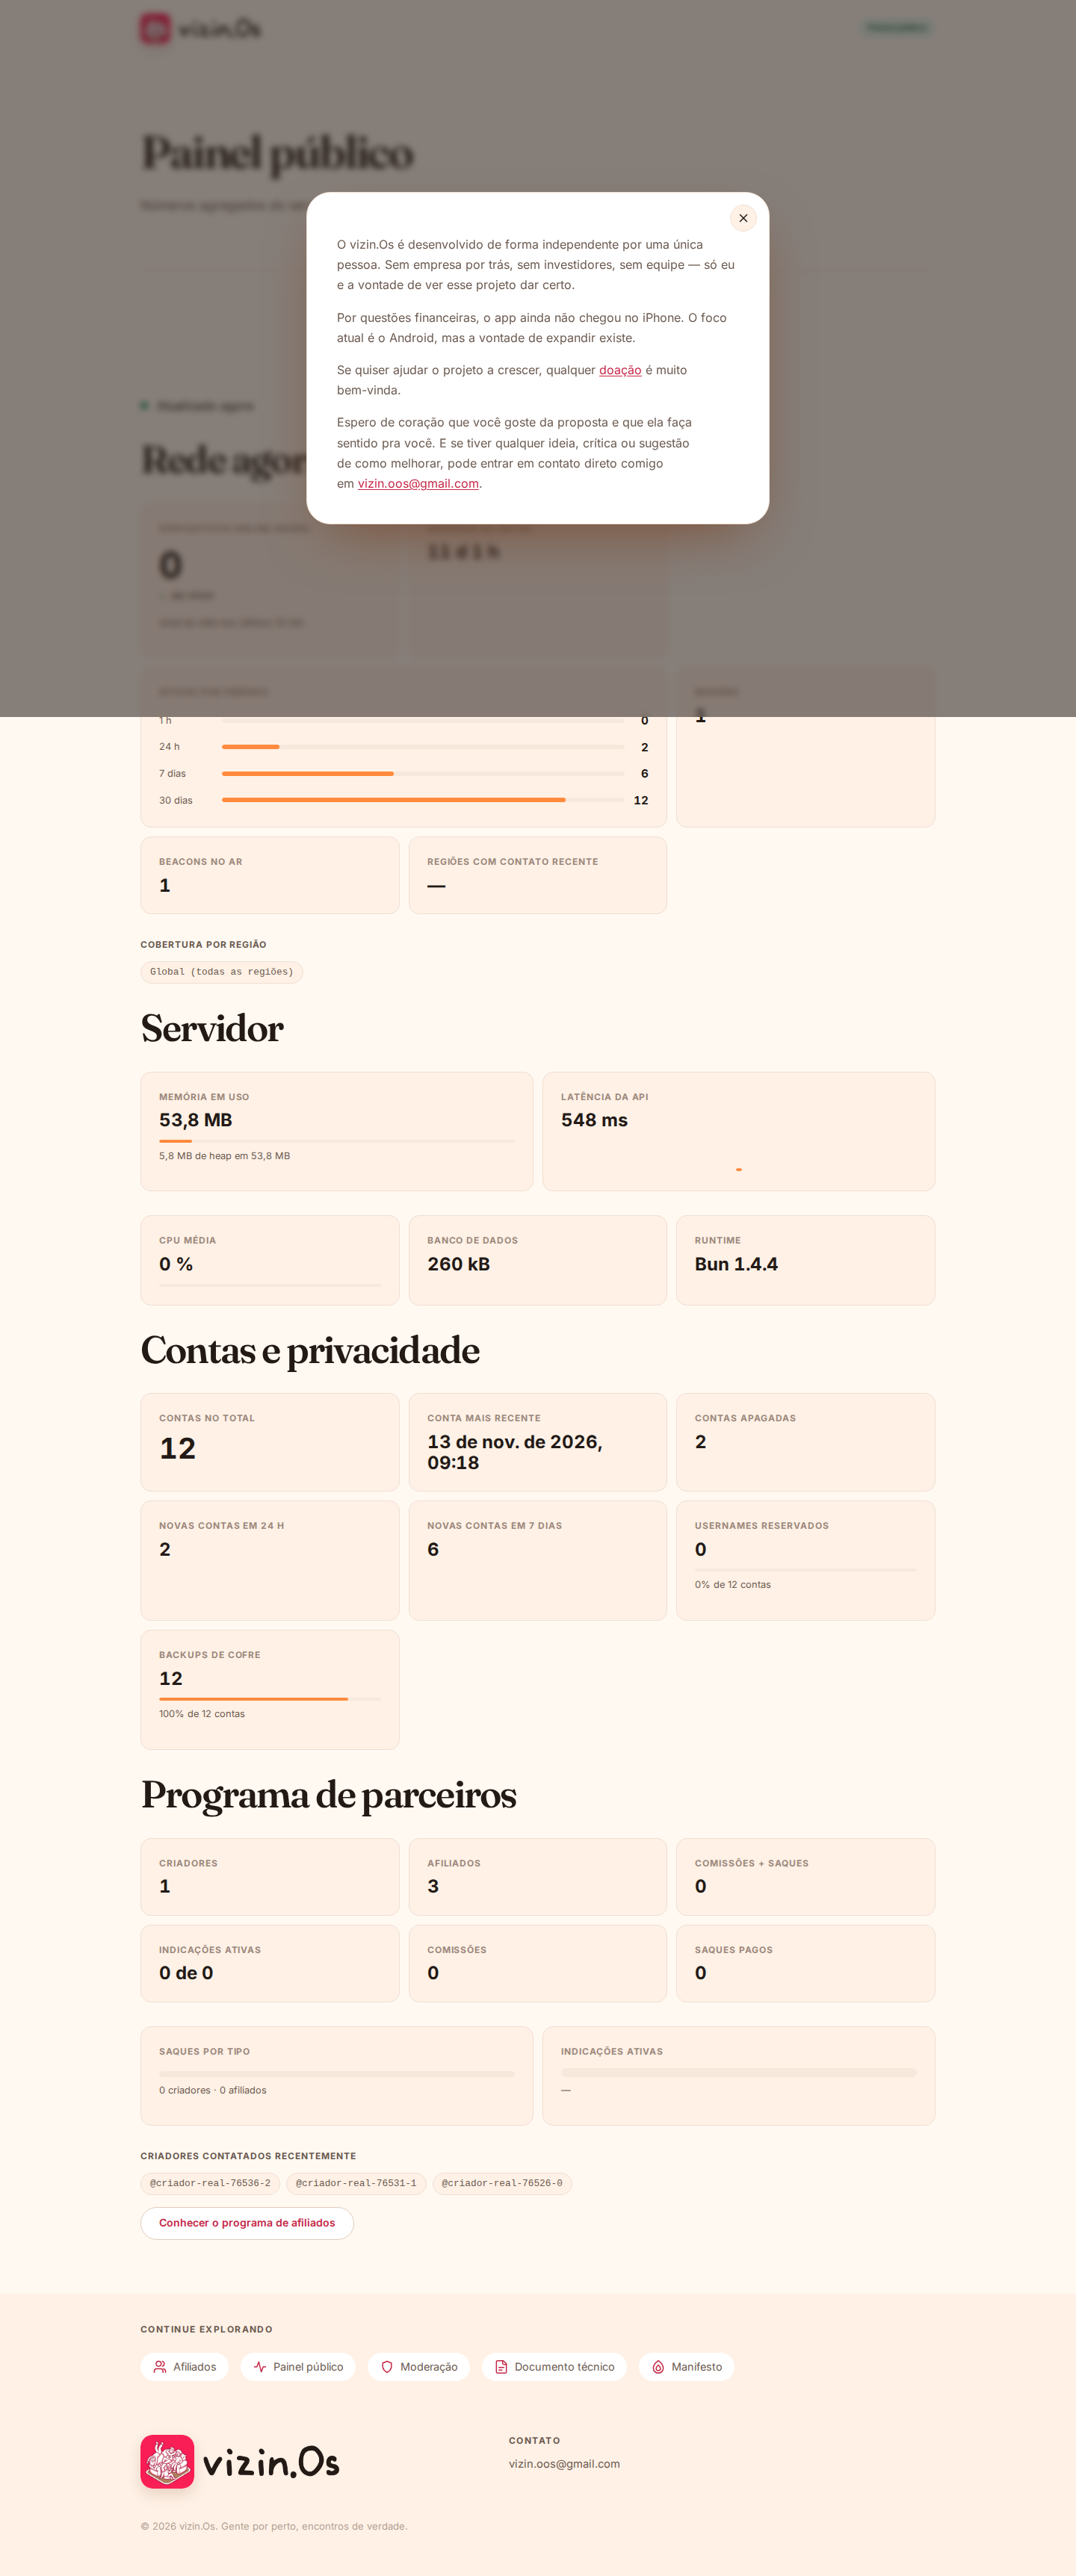 vizin.Os
Painel público
O vizin.Os é desenvolvido de forma independente por uma única
pessoa. Sem empresa por trás, sem investidores, sem equipe — só eu
e a vontade de ver esse projeto dar certo.
Por questões financeiras, o app ainda não chegou no iPhone. O foco
atual é o Android, mas a vontade de expandir existe.
Se quiser ajudar o projeto a crescer, qualquer doação é muito
bem-vinda.
Espero de coração que você goste da proposta e que ela faça
sentido pra você. E se tiver qualquer ideia, crítica ou sugestão
de como melhorar, pode entrar em contato direto comigo
em vizin.oos@gmail.com.
Atualizado agora
Rede agor
0
11 d 1 h
1
1 h 0
24 h 2
7 dias 6
30 dias 12
BEACONS NO AR
1
REGIÕES COM CONTATO RECENTE
—
COBERTURA POR REGIÃO
Global (todas as regiões)
Servidor
MEMÓRIA EM USO
53,8 MB
5,8 MB de heap em 53,8 MB
LATÊNCIA DA API
548 ms
CPU MÉDIA
0 %
BANCO DE DADOS
260 kB
RUNTIME
Bun 1.4.4
Contas e privacidade
CONTAS NO TOTAL
12
CONTA MAIS RECENTE
13 de nov. de 2026,
09:18
CONTAS APAGADAS
2
NOVAS CONTAS EM 24 H
2
NOVAS CONTAS EM 7 DIAS
6
USERNAMES RESERVADOS
0
0% de 12 contas
BACKUPS DE COFRE
12
100% de 12 contas
Programa de parceiros
CRIADORES
1
AFILIADOS
3
COMISSÕES + SAQUES
0
INDICAÇÕES ATIVAS
0 de 0
COMISSÕES
0
SAQUES PAGOS
0
SAQUES POR TIPO
0 criadores · 0 afiliados
INDICAÇÕES ATIVAS
—
CRIADORES CONTATADOS RECENTEMENTE
@criador-real-76536-2 @criador-real-76531-1 @criador-real-76526-0
Conhecer o programa de afiliados
CONTINUE EXPLORANDO
Afiliados Painel público Moderação Documento técnico Manifesto
vizin.Os
CONTATO
vizin.oos@gmail.com
© 2026 vizin.Os. Gente por perto, encontros de verdade.